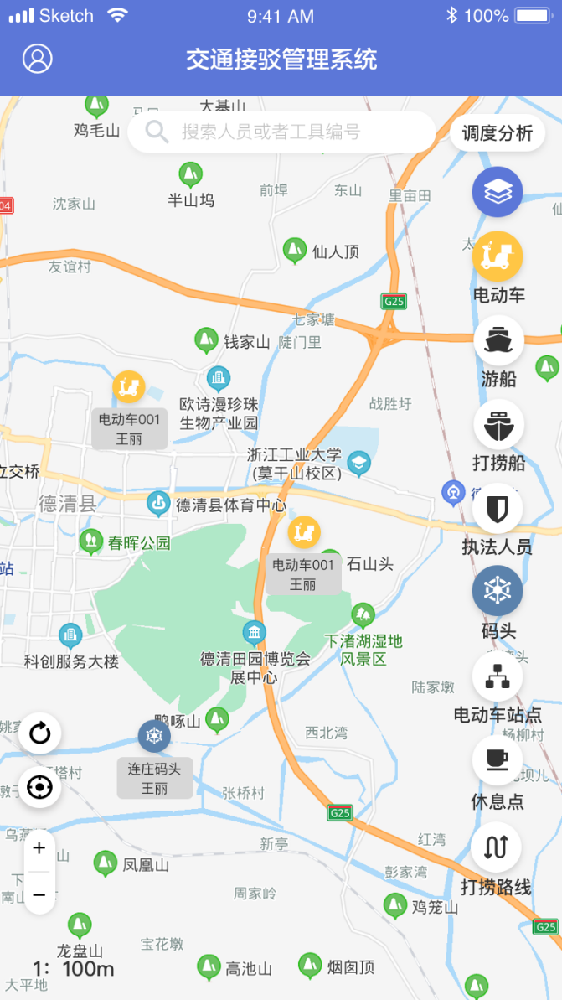 Sketch
9:41 AM
100%
交通接驳管理系统
大基山
鸡毛山
搜索人员或者工具编号
调度分析
半山坞
前埠
东山
里亩田
沈家山
04
仙人顶
友谊村
G25
电动车
七家塘
钱家山
陡门里
游船
欧诗漫珍珠
生物产业园
战胜圩
电动车001
王丽
打捞船
浙江工业大学
(莫干山校区)
立交桥
德清县
德清县体育中心
春晖公园
执法人员
站
电动车001
王丽
石山头
码头
下渚湖湿地
风景区
科创服务大楼
德清田园博览会
展中心
陆家墩
电动车站点
鸭啄山
西北湾
杨柳村
连庄码头
王丽
张桥村
休息点
G25
新亭
红湾
凤凰山
彭家湾
打捞路线
周家岭
鸡笼山
G25
龙盘山
宝花墩
1：100m
高池山
烟囱顶
大平地